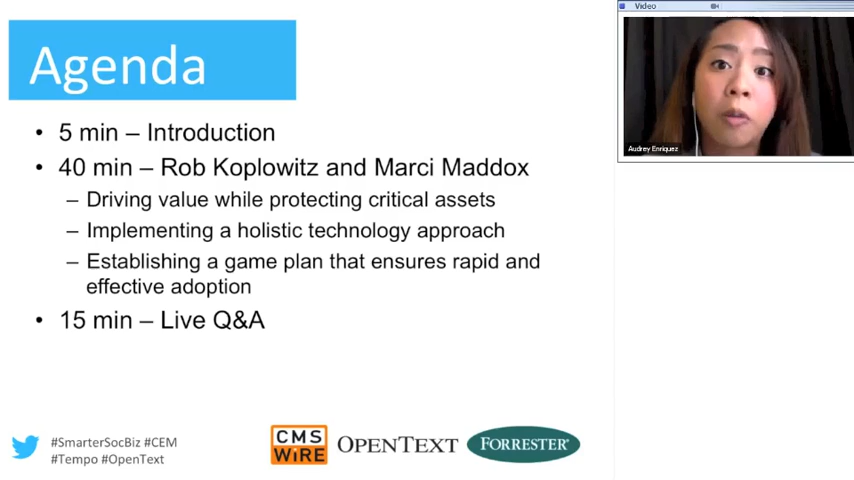 Agenda
• 5 min – Introduction
• 40 min – Rob Koplowitz and Marci Maddox
– Driving value while protecting critical assets
– Implementing a holistic technology approach
– Establishing a game plan that ensures rapid and
effective adoption
• 15 min – Live Q&A
#SmarterSocBiz #CEM
#Tempo #OpenText
CMS
WiRE
OPENTEXT
FORRESTER®
Video
Audrey Enriquez